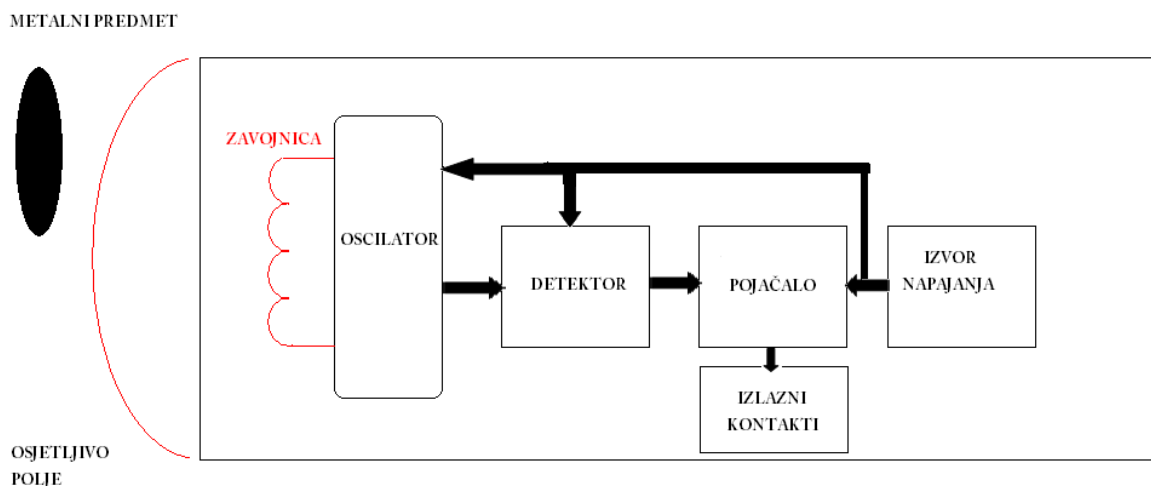 METALNI PREDMET
ZAVOJNICA
OSCILATOR
DETEKTOR
POJAČALO
IZVOR
NAPAJANJA
IZLAZNI
KONTAKTI
OSJETLJIVO
POLJE